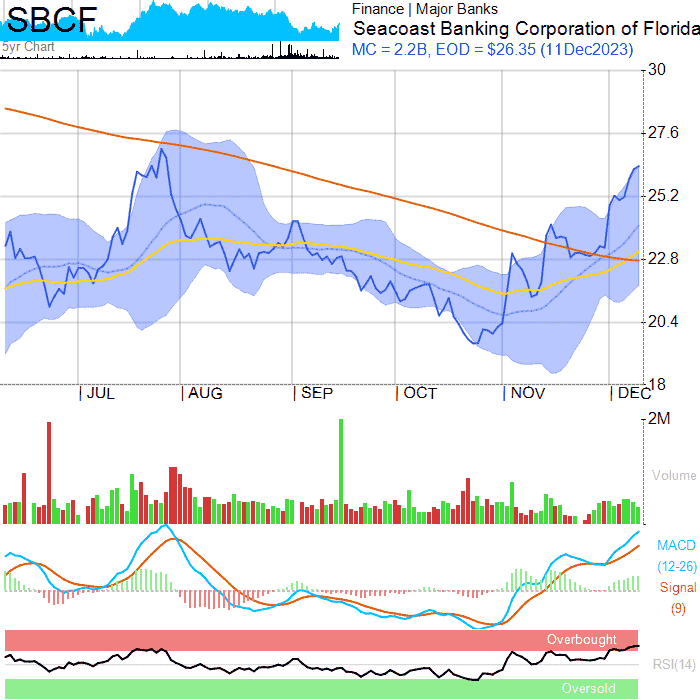 SBCF
5yr Chart
Finance | Major Banks
Seacoast Banking Corporation of Florida
MC = 2.2B, EOD = $26.35 (11Dec2023)
30
27.6
25.2
22.8
20.4
18
JUL
AUG
SEP
OCT
NOV
DEC
2M
Volume
MACD
(12-26)
Signal
(9)
Overbought
RSI(14)
Oversold